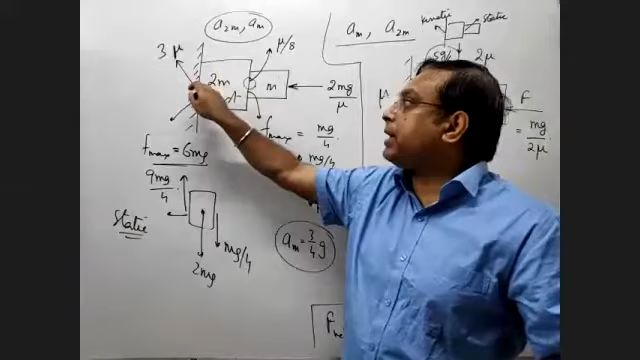 a₂ₘ, aₘ
3 μ
μ/8
2m
m
2mg/μ
fₘₐₓ = mg/4
mg/4
fₘₐₓ = 6mg
9mg/4
static
mg/4
2mg
aₘ = 3/4 g
aₘ, a₂ₘ
kinetic
static
2μ
μ
F
= mg/2μ